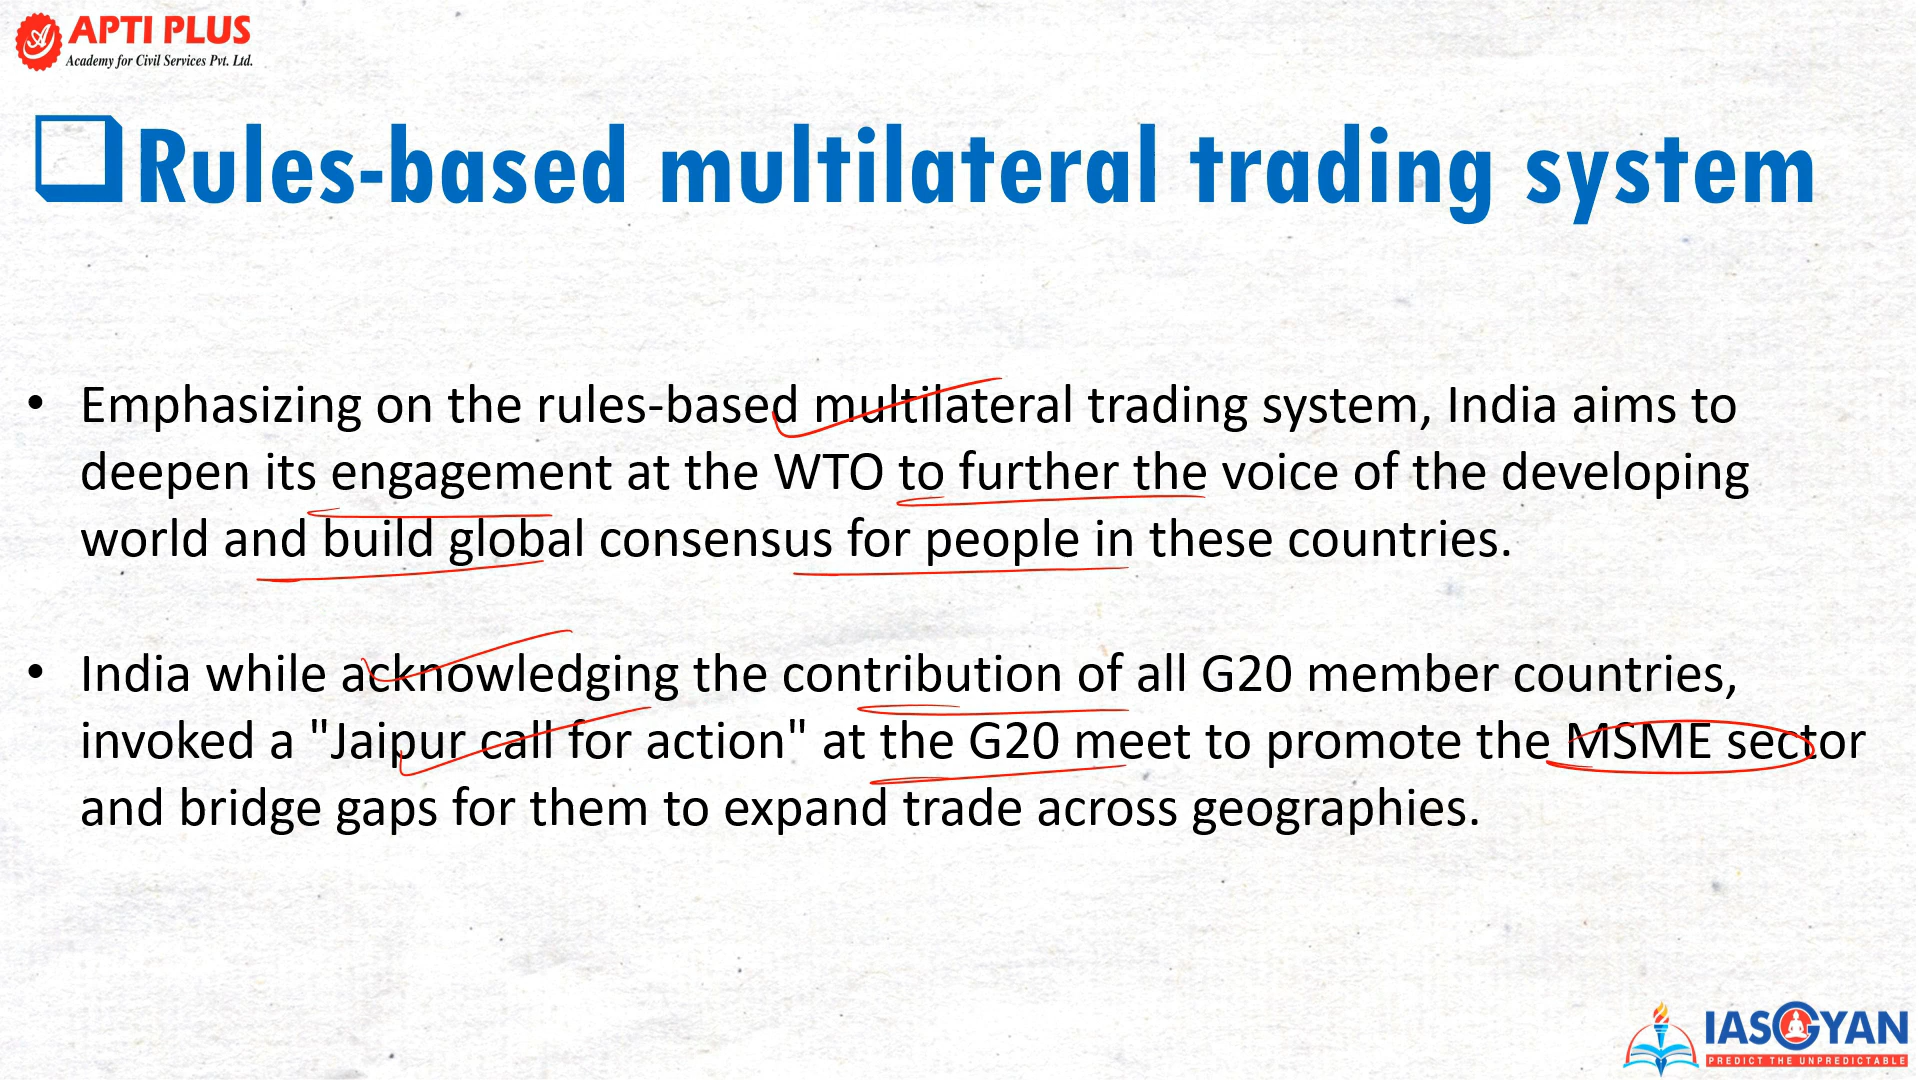 APTI PLUS
Academy for Civil Services Pvt. Ltd.
Rules-based multilateral trading system
• Emphasizing on the rules-based multilateral trading system, India aims to
deepen its engagement at the WTO to further the voice of the developing
world and build global consensus for people in these countries.
• India while acknowledging the contribution of all G20 member countries,
invoked a "Jaipur call for action" at the G20 meet to promote the MSME sector
and bridge gaps for them to expand trade across geographies.
IASGYAN
PREDICT THE UNPREDICTABLE